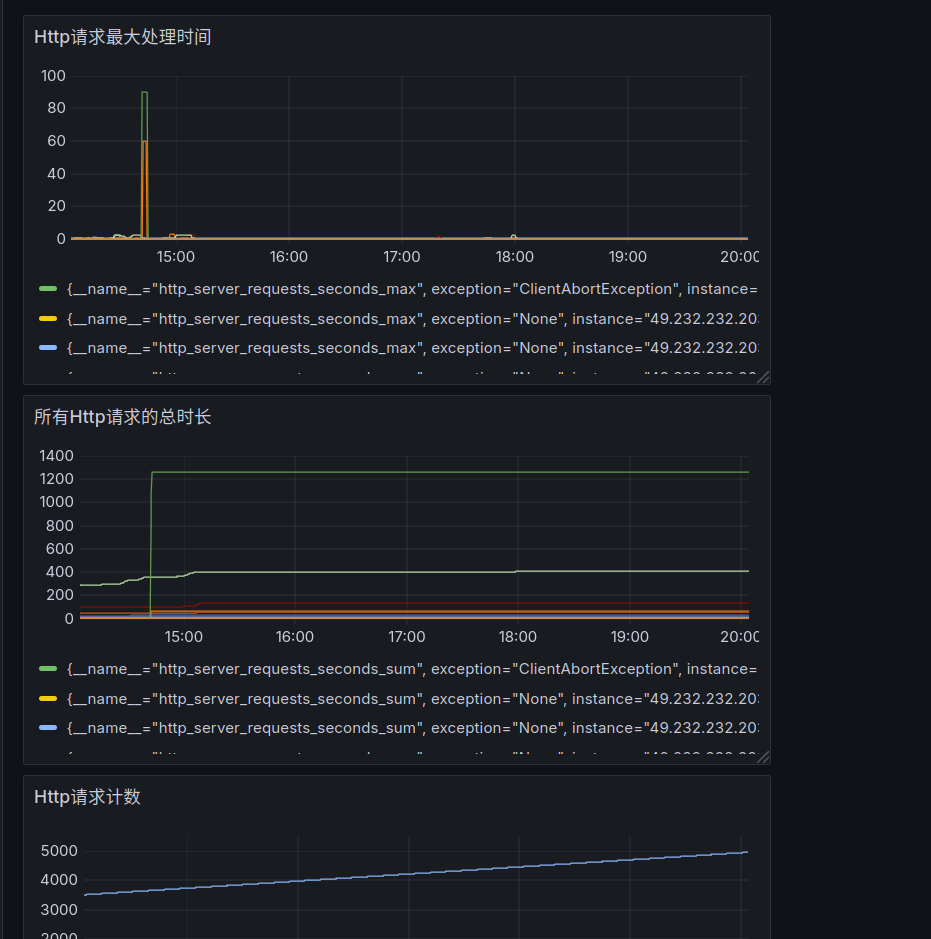 Http请求最大处理时间
100
80
60
40
20
0
15:00 16:00 17:00 18:00 19:00 20:00
{__name__="http_server_requests_seconds_max", exception="ClientAbortException", instance=
{__name__="http_server_requests_seconds_max", exception="None", instance="49.232.232.20
{__name__="http_server_requests_seconds_max", exception="None", instance="49.232.232.20
所有Http请求的总时长
1400
1200
1000
800
600
400
200
0
15:00 16:00 17:00 18:00 19:00 20:00
{__name__="http_server_requests_seconds_sum", exception="ClientAbortException", instance=
{__name__="http_server_requests_seconds_sum", exception="None", instance="49.232.232.20
{__name__="http_server_requests_seconds_sum", exception="None", instance="49.232.232.20
Http请求计数
5000
4000
3000
2000